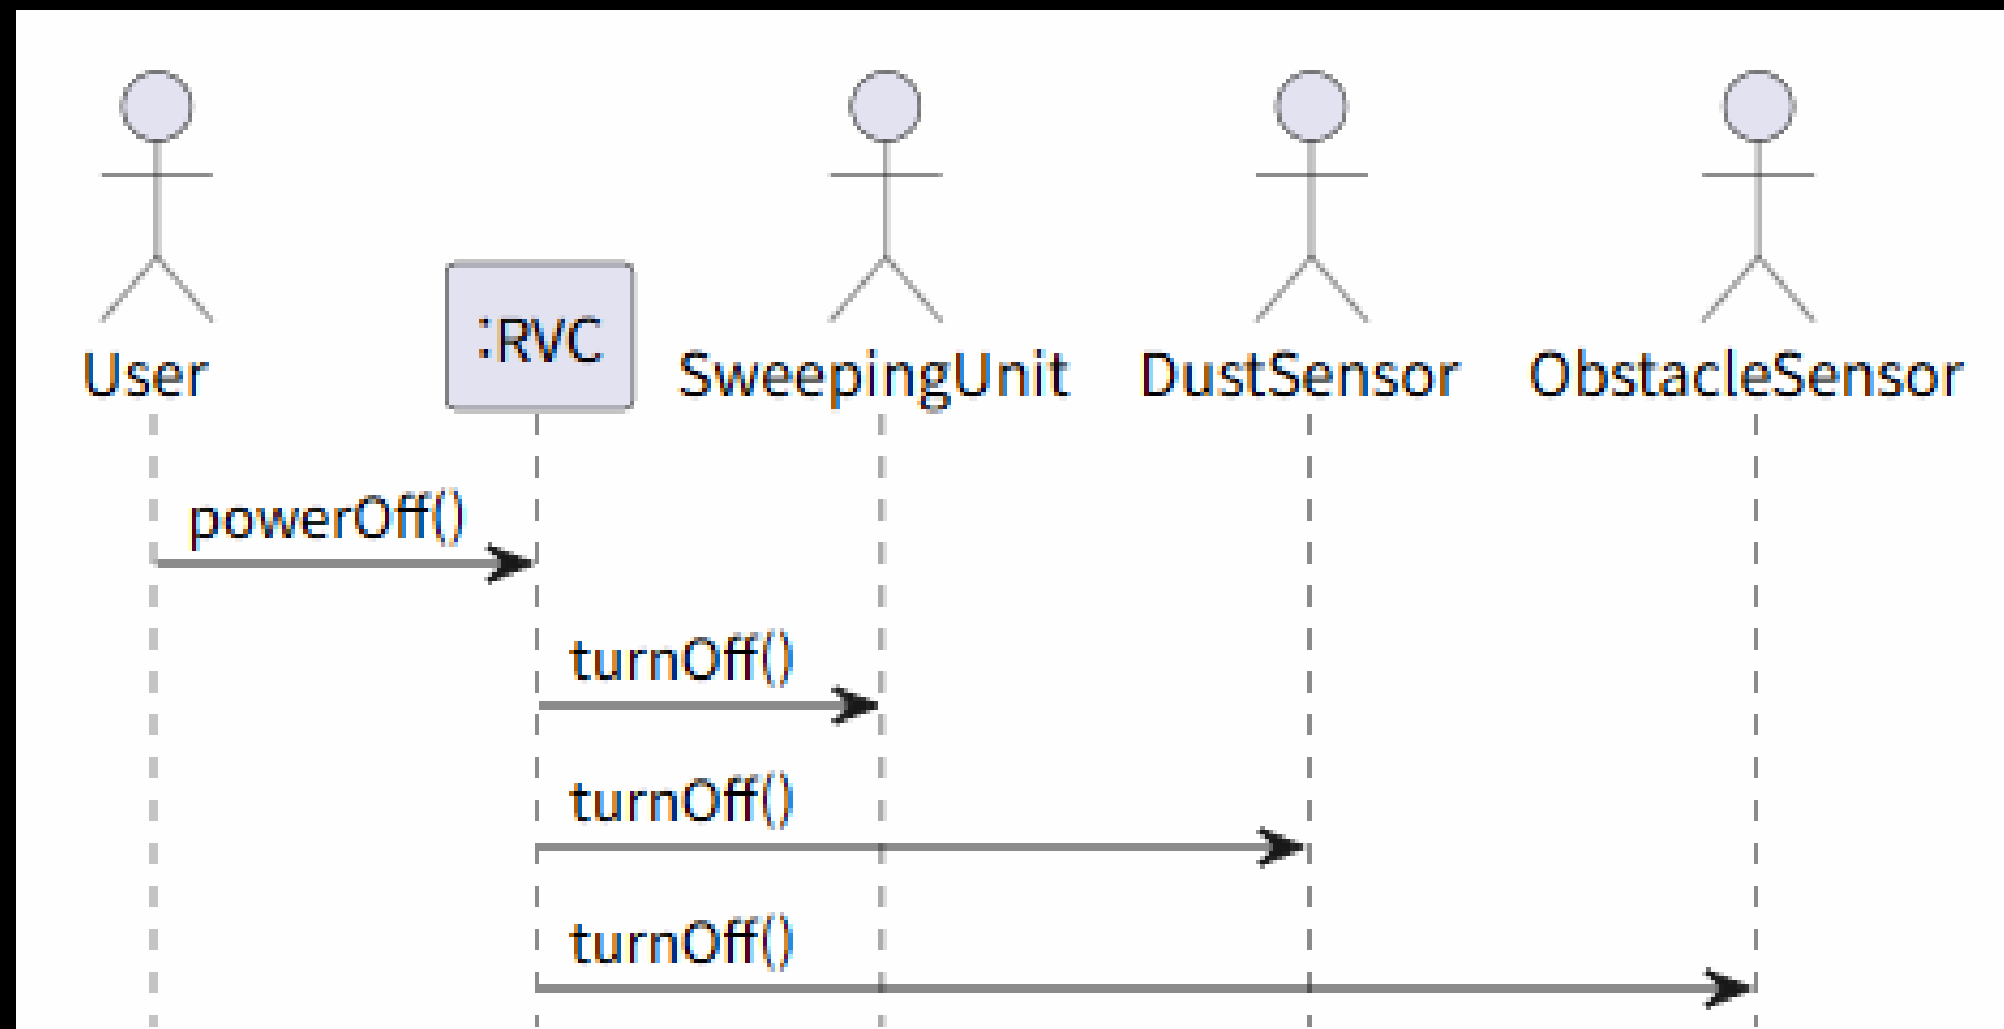 :RVC
User
SweepingUnit
DustSensor
ObstacleSensor
powerOff()
turnOff()
turnOff()
turnOff()